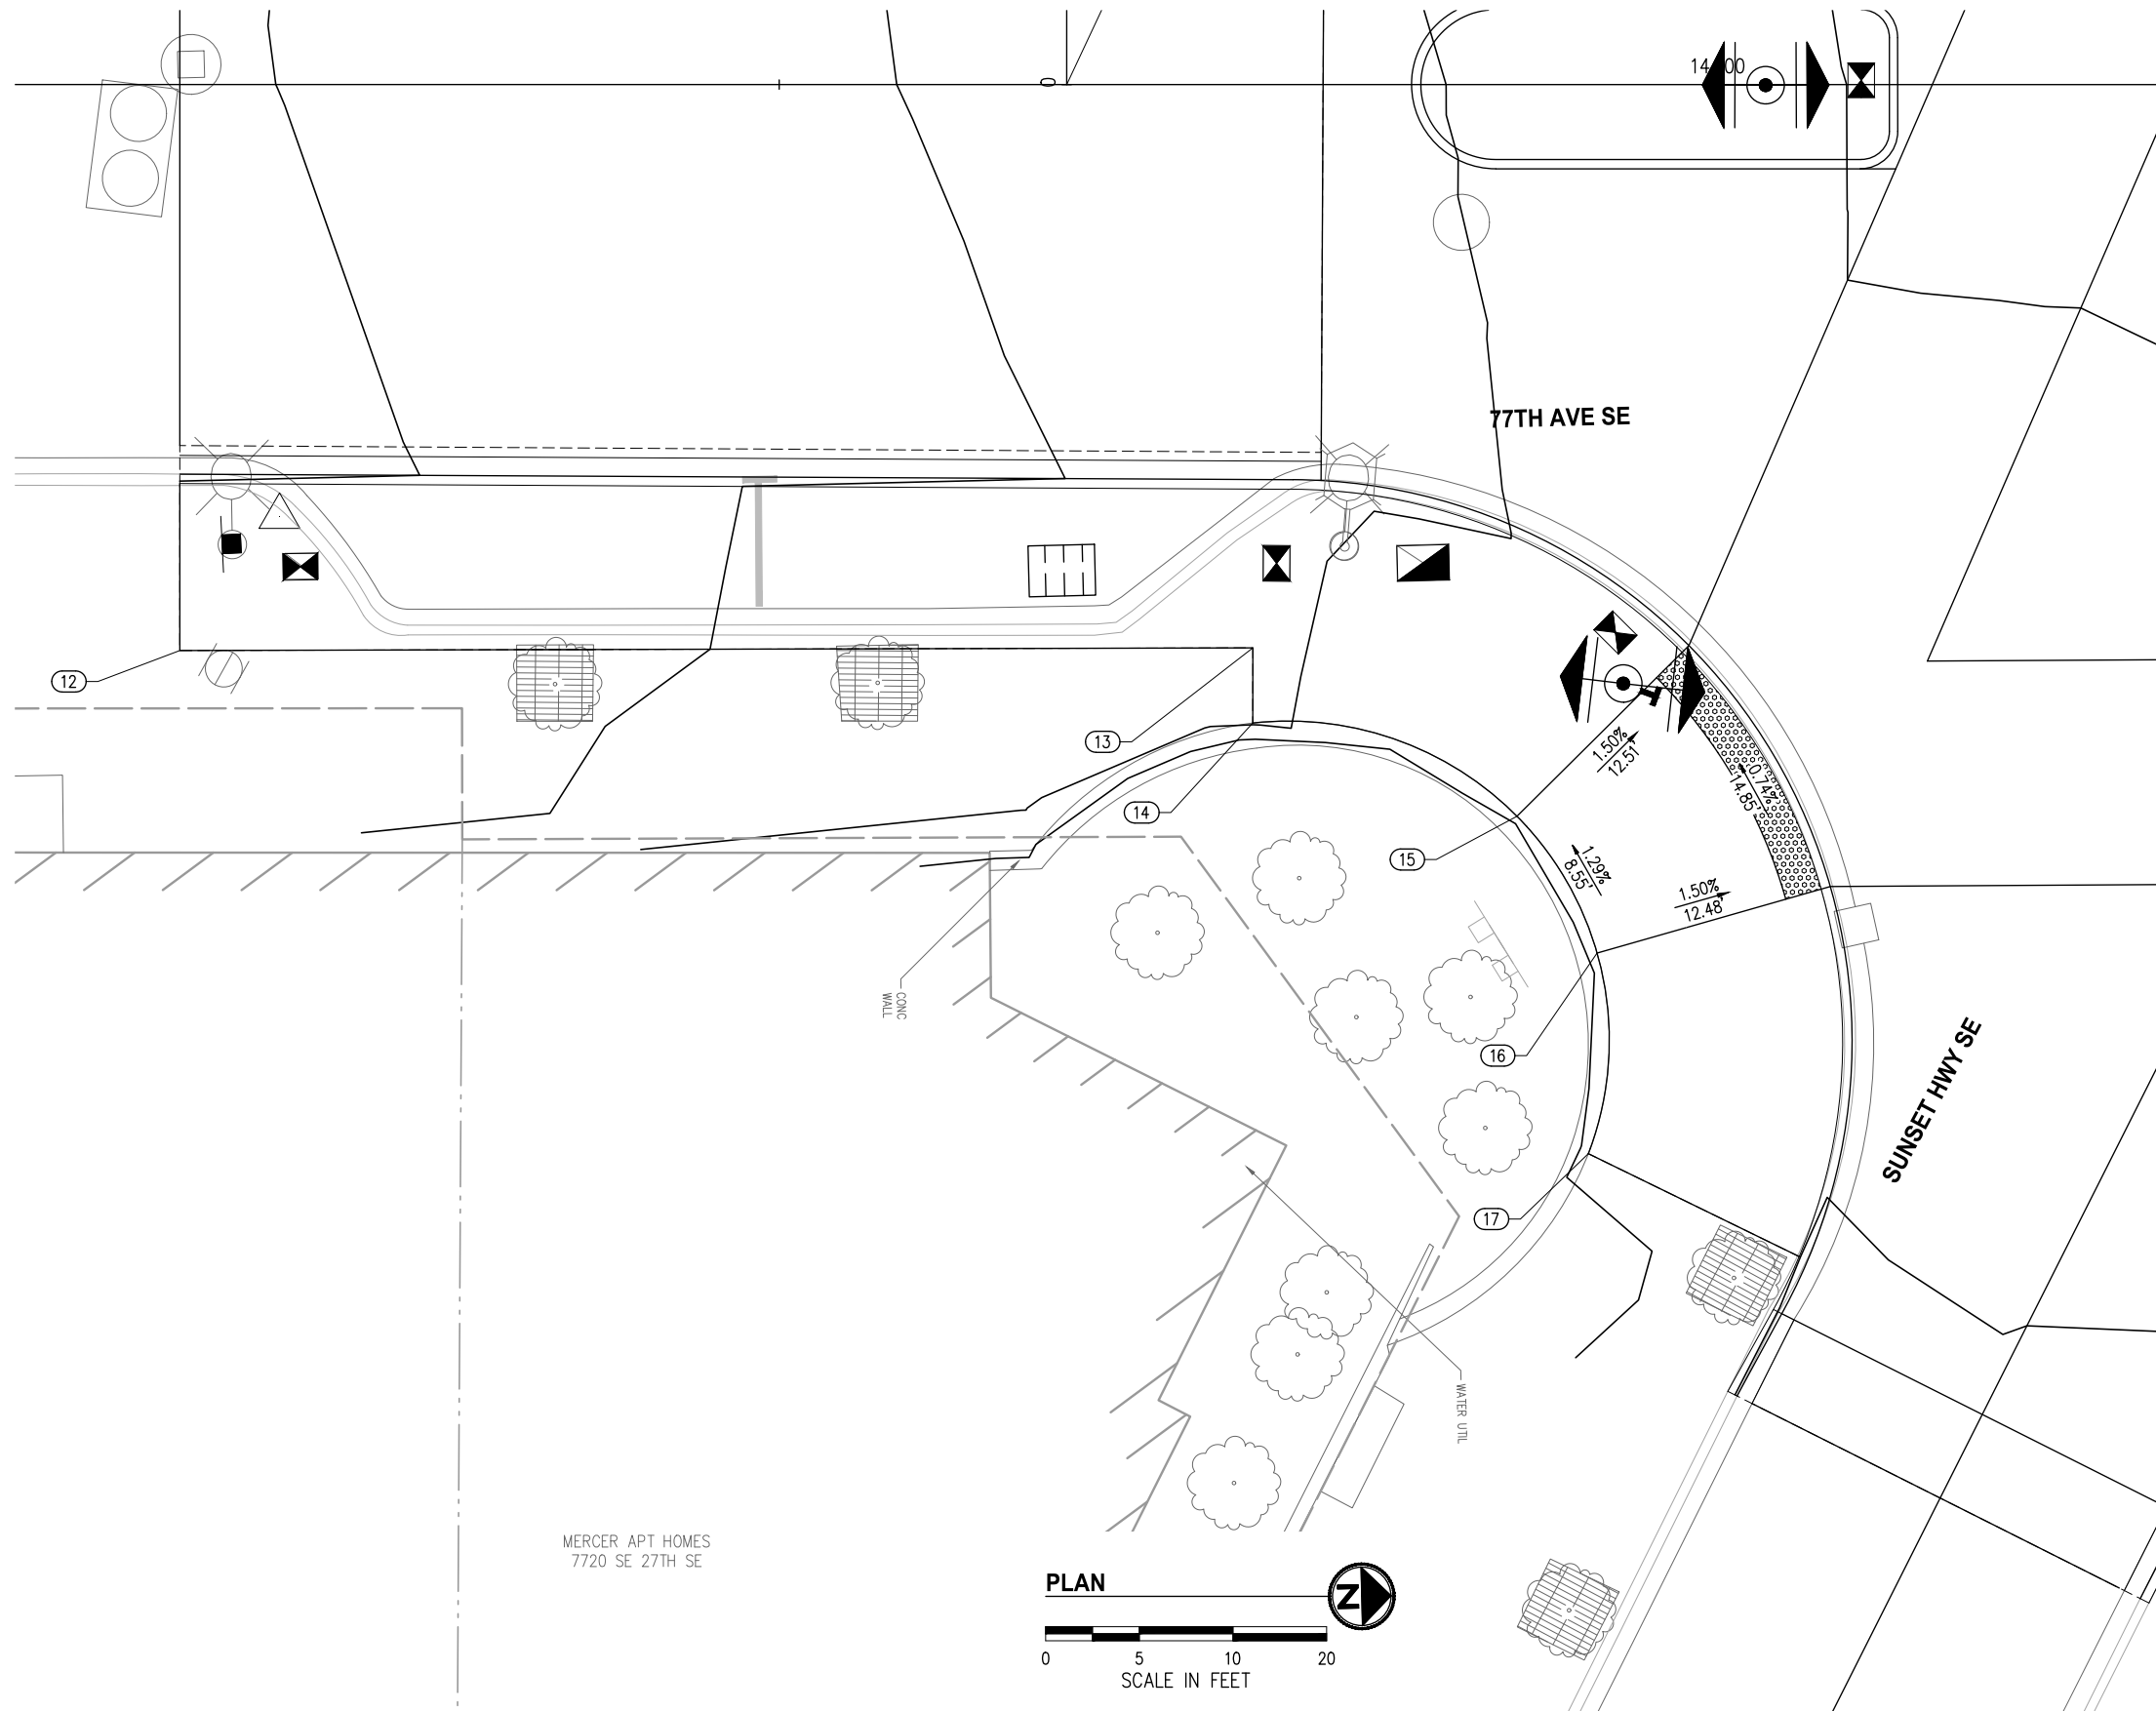 77TH AVE SE
12
13
14
15
16
17
1.50%
12.51'
0.74%
14.85'
1.29%
8.55'
1.50%
12.48'
CONC
WALL
SUNSET HWY SE
WATER UTIL
MERCER APT HOMES
7720 SE 27TH SE
PLAN
N
0 5 10 20
SCALE IN FEET